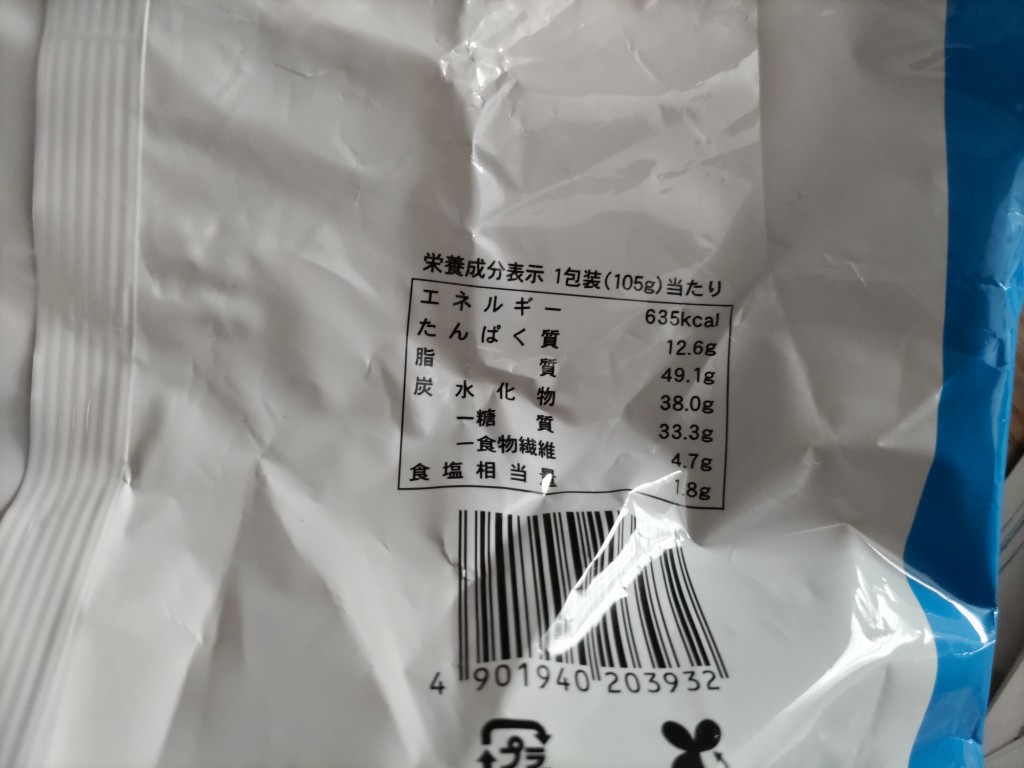 栄養成分表示 1包装(105g)当たり
エネルギー 635kcal
たんぱく質 12.6g
脂質 49.1g
炭水化物 38.0g
ー糖質 33.3g
ー食物繊維 4.7g
食塩相当量 1.8g
4 901940 203932
プラ